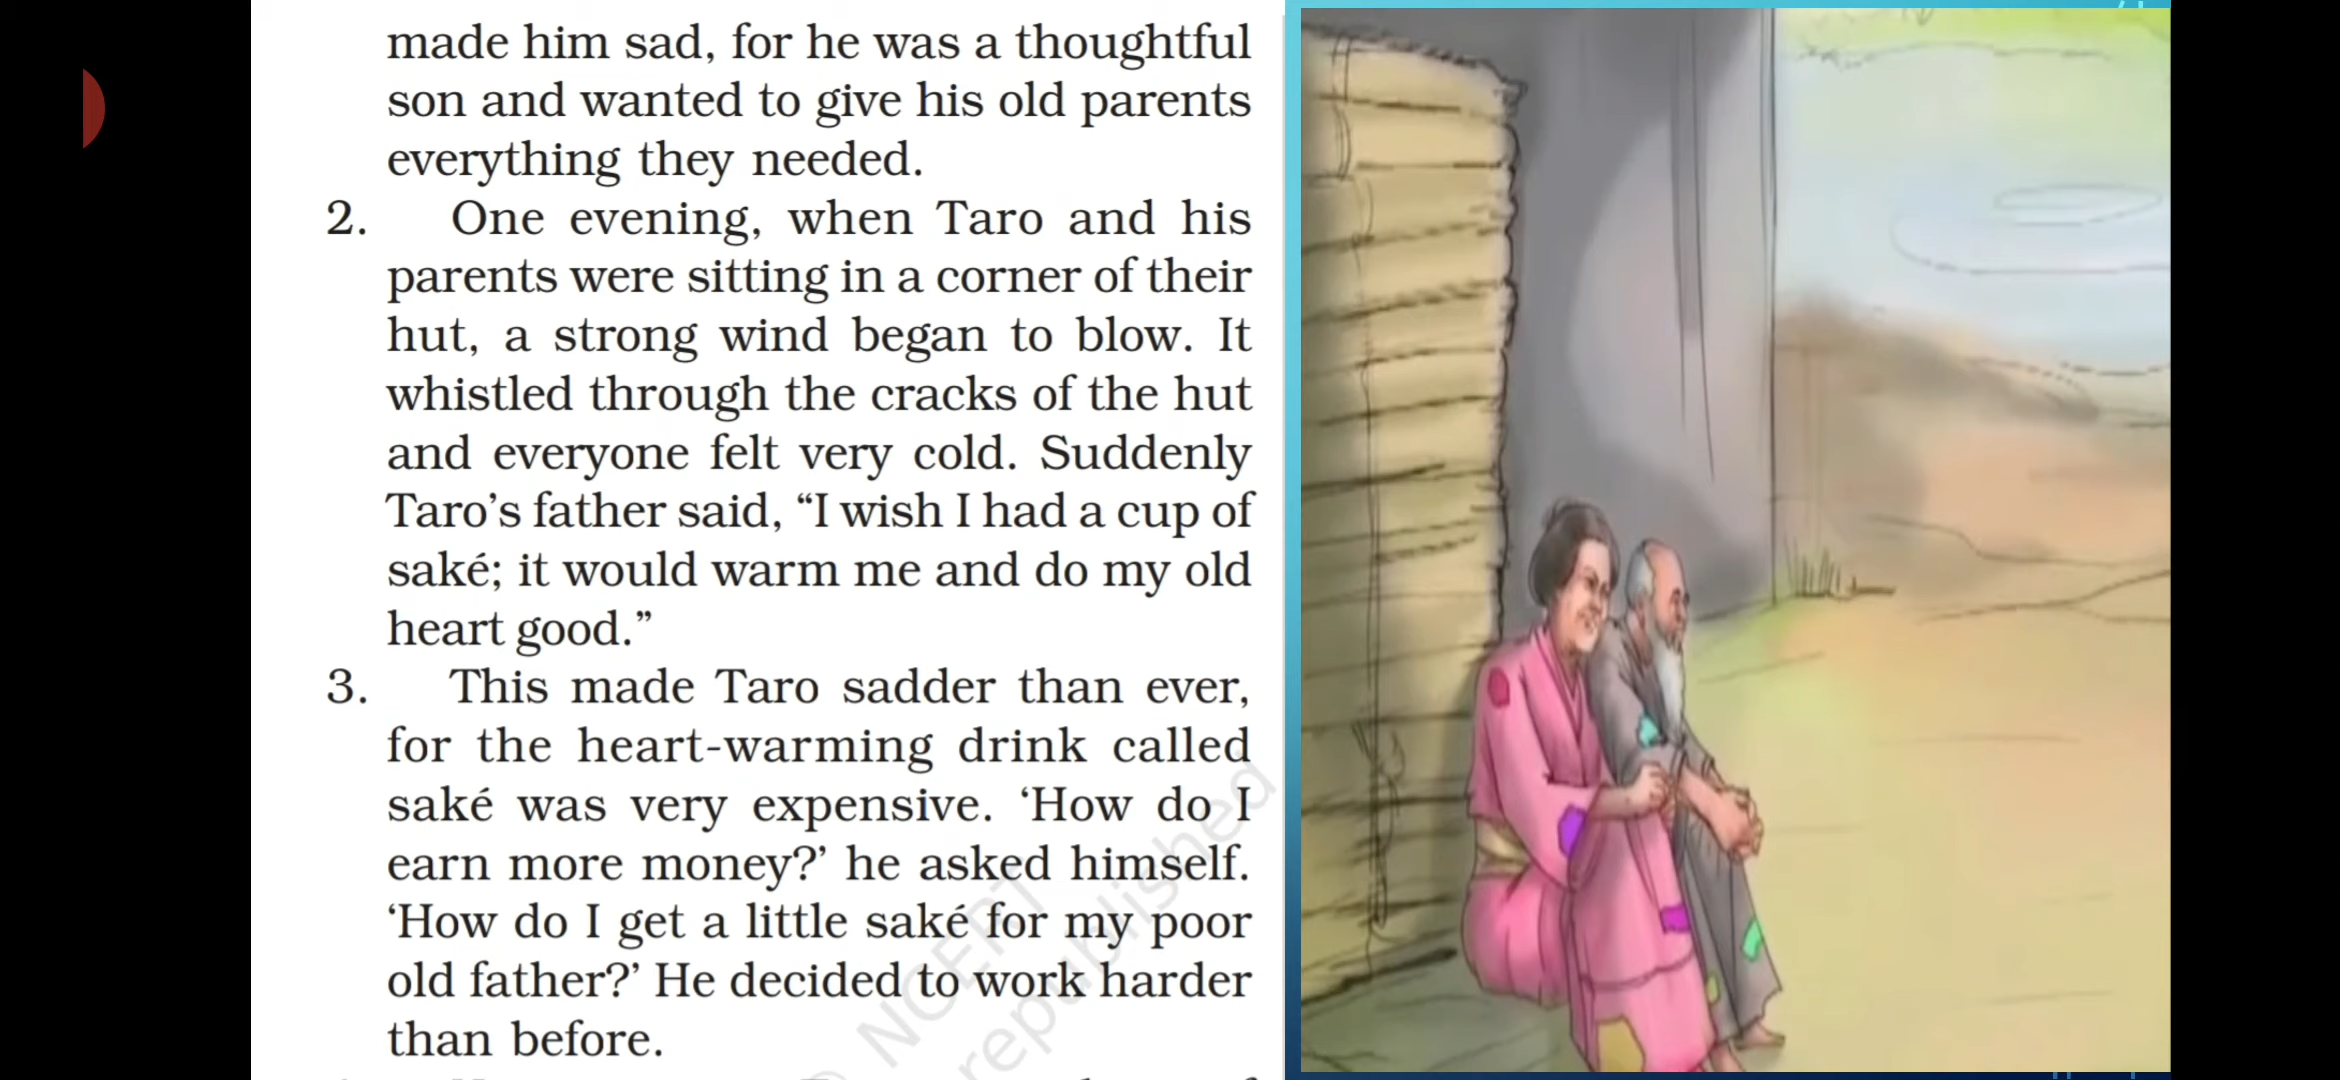 made him sad, for he was a thoughtful
son and wanted to give his old parents
everything they needed.
2. One evening, when Taro and his
parents were sitting in a corner of their
hut, a strong wind began to blow. It
whistled through the cracks of the hut
and everyone felt very cold. Suddenly
Taro’s father said, “I wish I had a cup of
saké; it would warm me and do my old
heart good.”
3. This made Taro sadder than ever,
for the heart-warming drink called
saké was very expensive. ‘How do I
earn more money?’ he asked himself.
‘How do I get a little saké for my poor
old father?’ He decided to work harder
than before.
© NCERT
republished